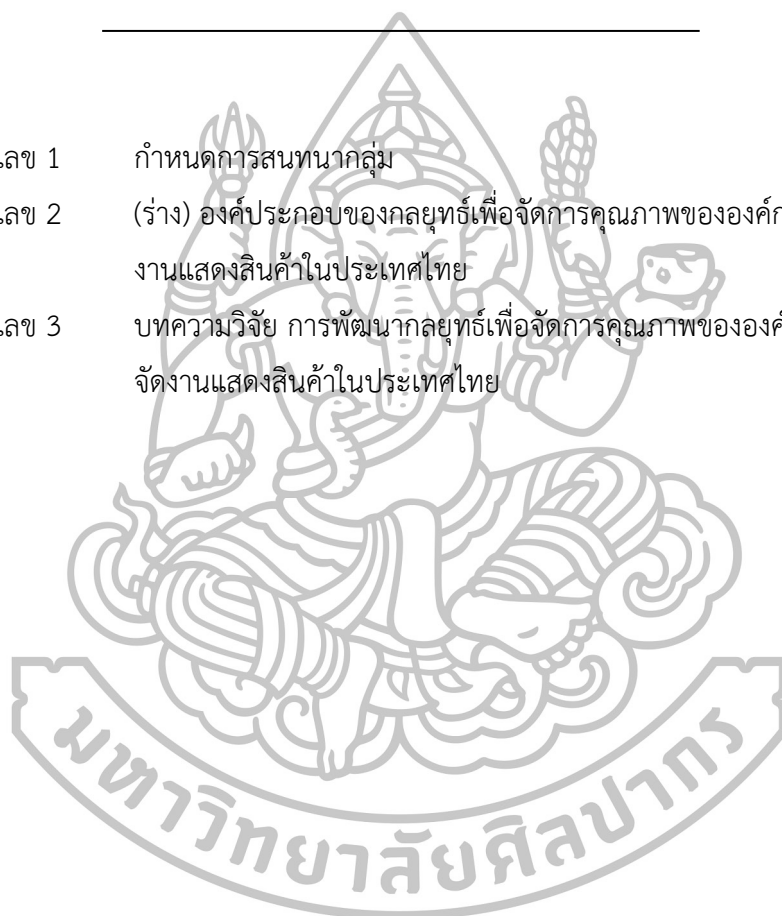 ลข 1 กำหนดการสนทนากลุ่ม
ลข 2 (ร่าง) องค์ประกอบของกลยุทธ์เพื่อจัดการคุณภาพขององค์ก
งานแสดงสินค้าในประเทศไทย
ลข 3 บทความวิจัย การพัฒนากลยุทธ์เพื่อจัดการคุณภาพขององค์
จัดงานแสดงสินค้าในประเทศไทย
มหาวิทยาลัยศิลปากร